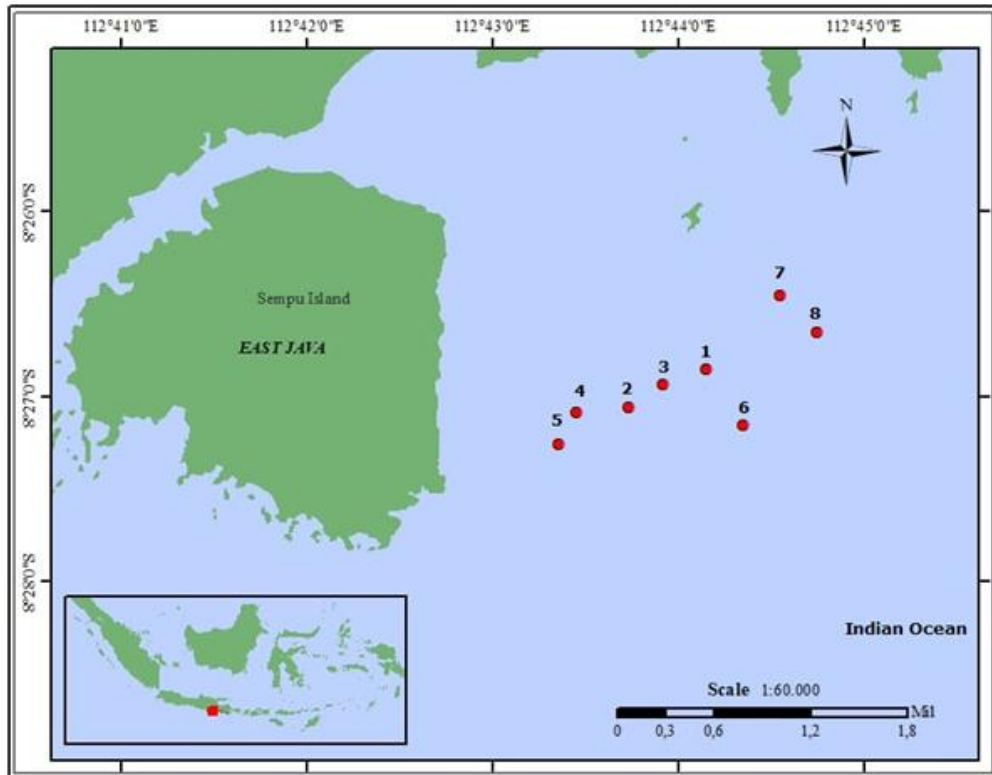 112°41'0"E 112°42'0"E 112°43'0"E 112°44'0"E 112°45'0"E
N
8°26'0"S
7
Sempu Island
8
EAST JAVA
1
3
4
2
8°27'0"S
6
5
8°28'0"S
Indian Ocean
Scale 1:60.000
Mil
0 0,3 0,6 1,2 1,8